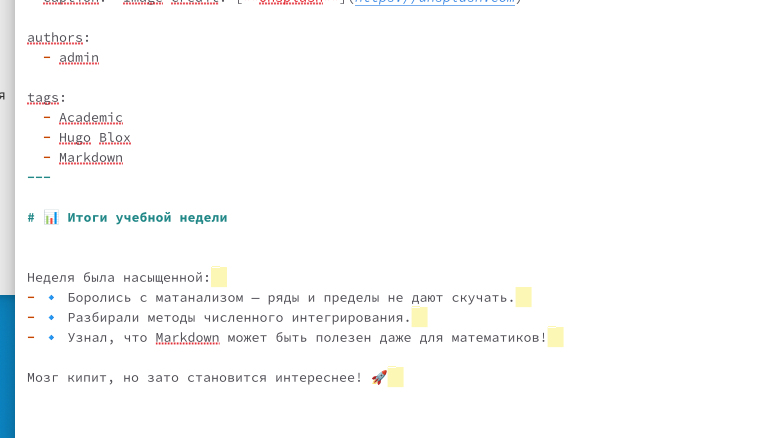 authors:
- admin
tags:
- Academic
- Hugo Blox
- Markdown
---
# 📊 Итоги учебной недели
Неделя была насыщенной:
- 🔹 Боролись с матанализом — ряды и пределы не дают скучать.
- 🔹 Разбирали методы численного интегрирования.
- 🔹 Узнал, что Markdown может быть полезен даже для математиков!
Мозг кипит, но зато становится интереснее! 🚀